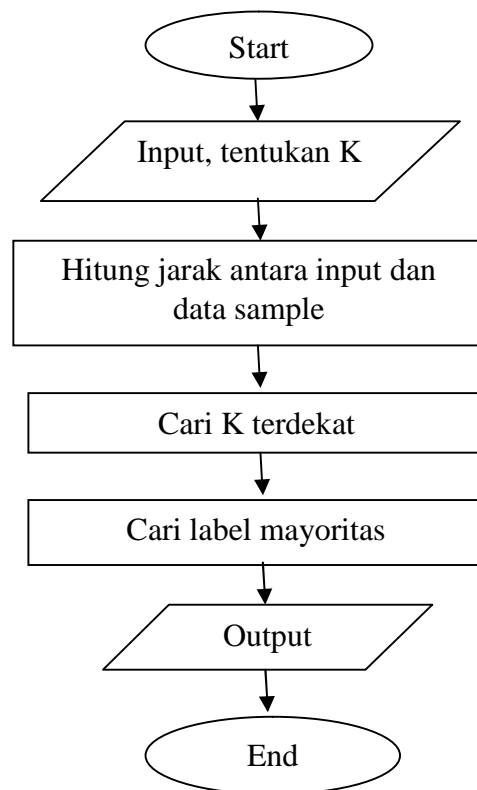 Start
Input, tentukan K
Hitung jarak antara input dan
data sample
Cari K terdekat
Cari label mayoritas
Output
End